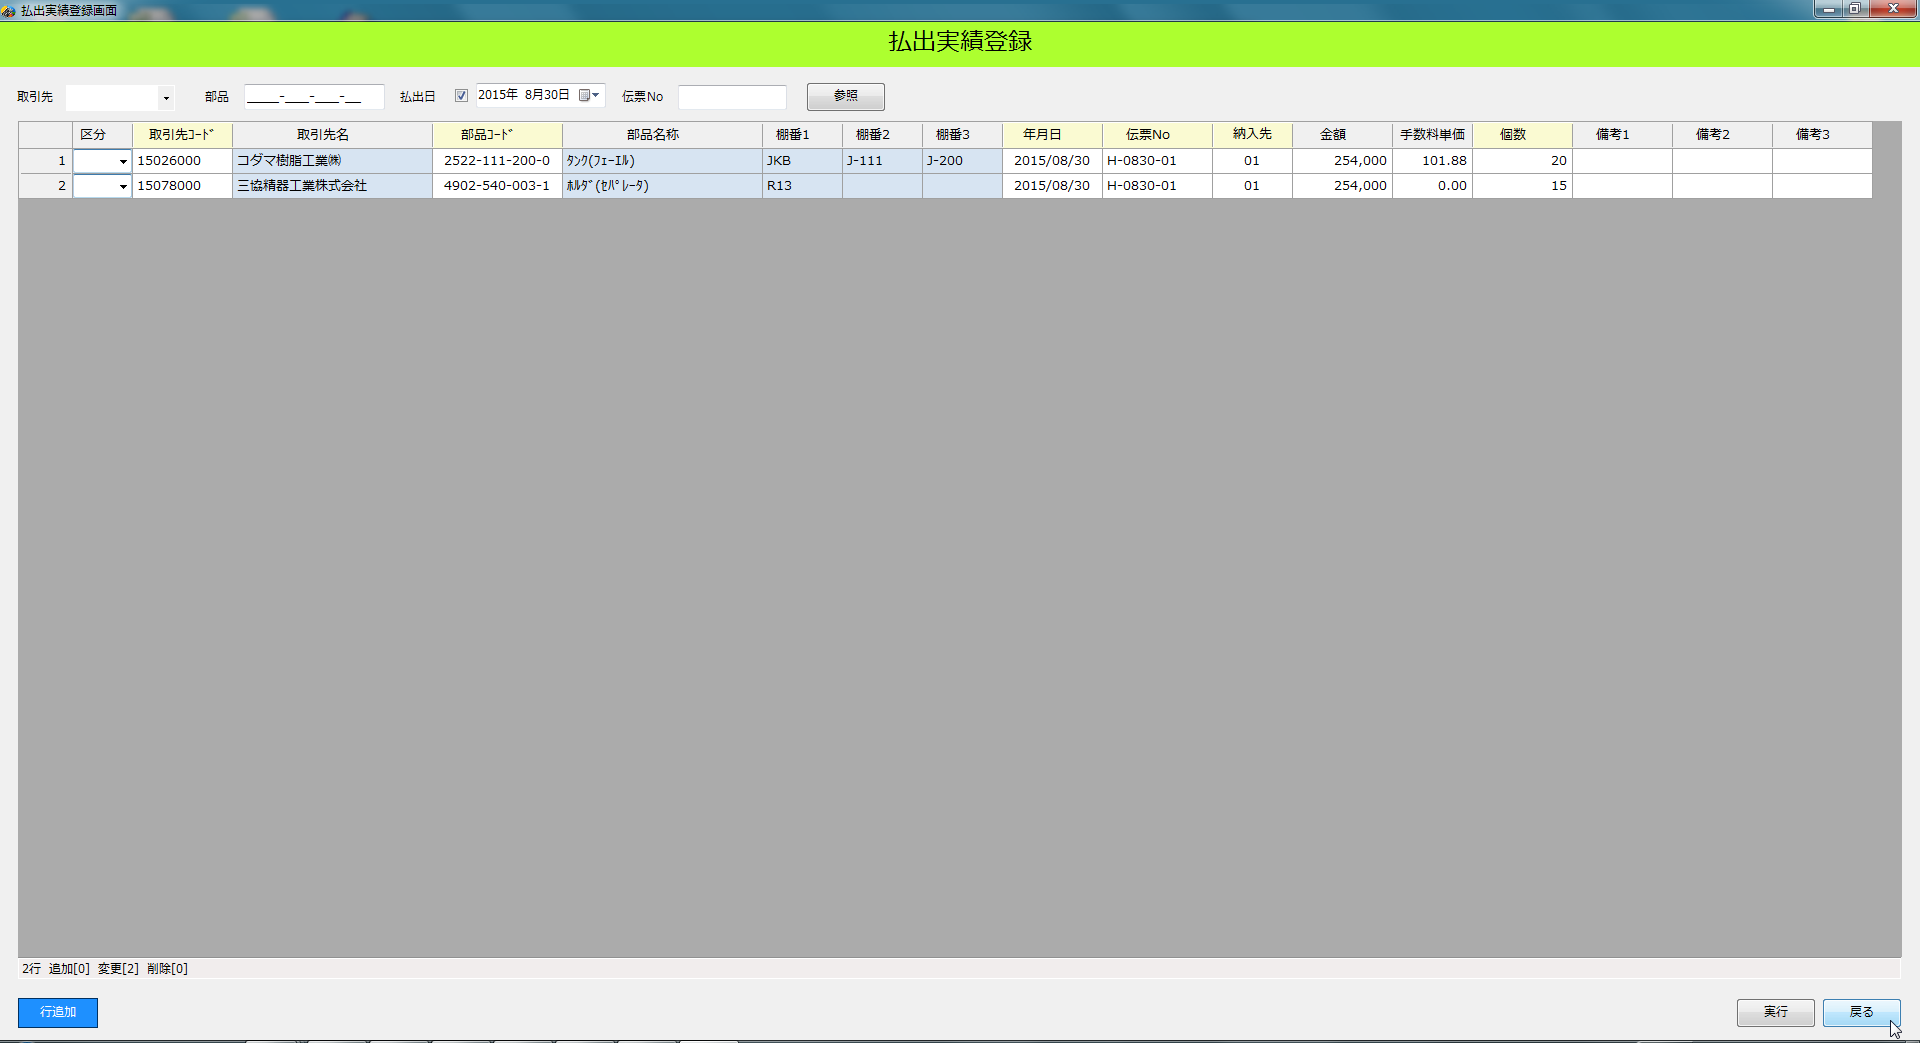 払出実績登録画面
払出実績登録
取引先 部品 ____-___-___-__ 払出日 2015年 8月30日 伝票No 参照
区分 取引先ｺｰﾄﾞ 取引先名 部品ｺｰﾄﾞ 部品名称 棚番1 棚番2 棚番3 年月日 伝票No 納入先 金額 手数料単価 個数 備考1 備考2 備考3
1 15026000 コダマ樹脂工業㈱ 2522-111-200-0 ﾀﾝｸ(ﾌｪｰｴﾙ) JKB J-111 J-200 2015/08/30 H-0830-01 01 254,000 101.88 20
2 15078000 三協精器工業株式会社 4902-540-003-1 ﾎﾙﾀﾞ(ｾﾊﾟﾚｰﾀ) R13 2015/08/30 H-0830-01 01 254,000 0.00 15
2行 追加[0] 変更[2] 削除[0]
行追加 実行 戻る